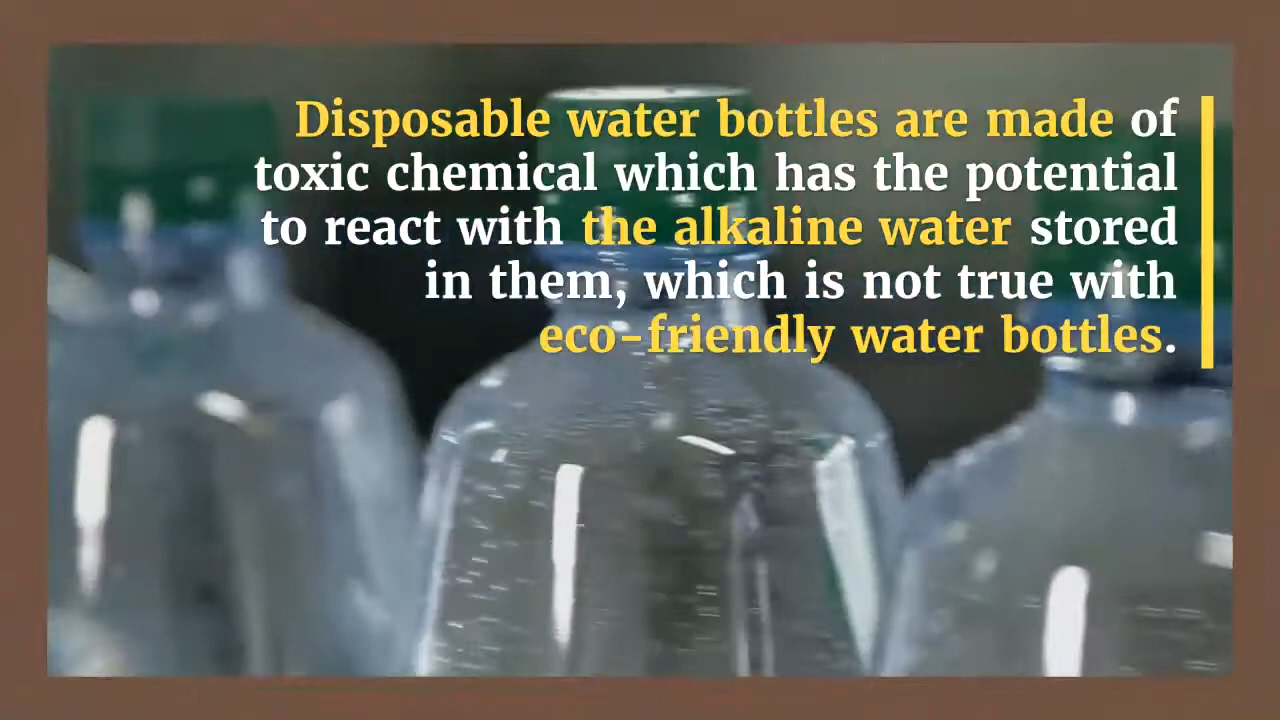 Disposable water bottles are made of
toxic chemical which has the potential
to react with the alkaline water stored
in them, which is not true with
eco-friendly water bottles.